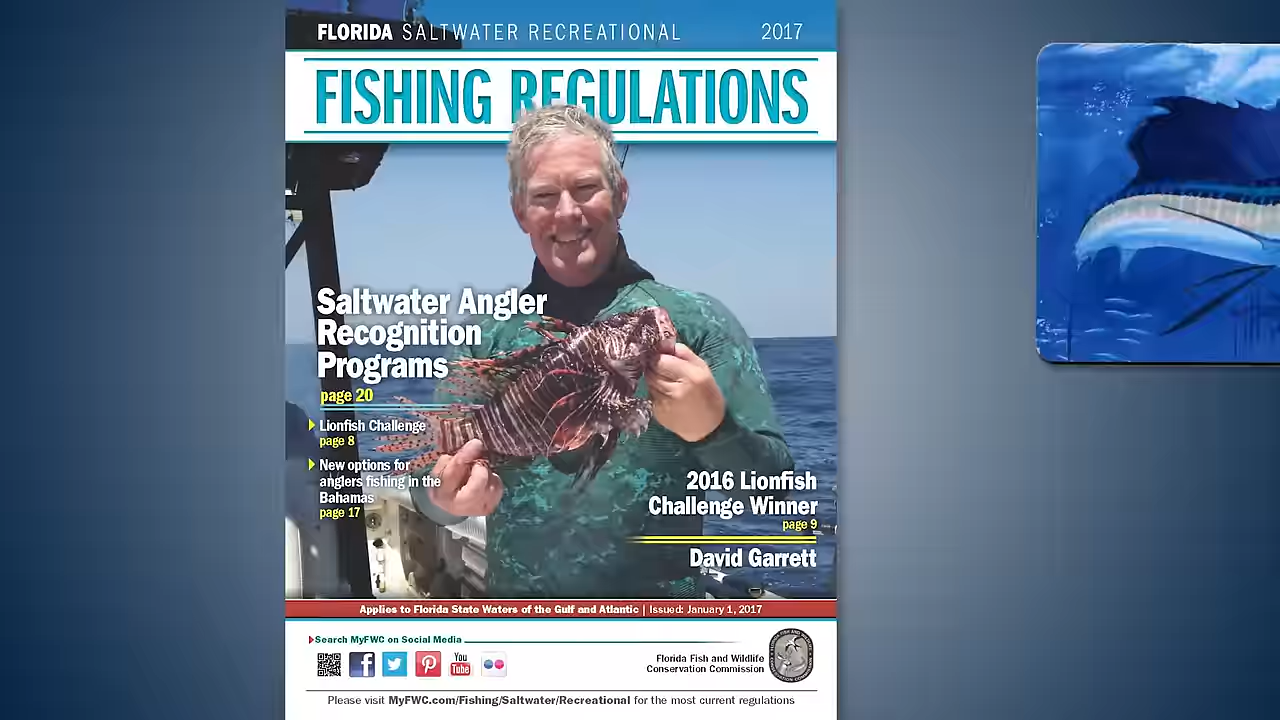 FLORIDA SALTWATER RECREATIONAL 2017
FISHING REGULATIONS
Saltwater Angler
Recognition
Programs
page 20
Lionfish Challenge
page 8
New options for
anglers fishing in the
Bahamas
page 17
2016 Lionfish
Challenge Winner
page 9
David Garrett
Applies to Florida State Waters of the Gulf and Atlantic | Issued: January 1, 2017
Search MyFWC on Social Media
You
Tube
Florida Fish and Wildlife
Conservation Commission
Please visit MyFWC.com/Fishing/Saltwater/Recreational for the most current regulations